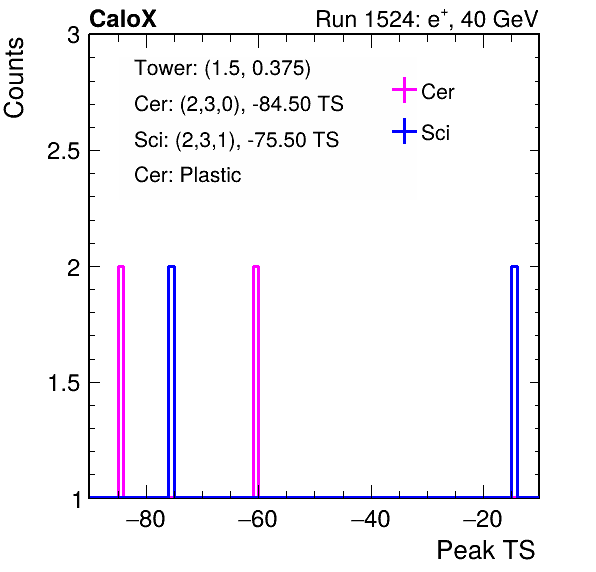 CaloX Run 1524: e+, 40 GeV
Counts
3
2.5
2
1.5
1
Tower: (1.5, 0.375)
Cer: (2,3,0), -84.50 TS
Sci: (2,3,1), -75.50 TS
Cer: Plastic
Cer
Sci
−80 −60 −40 −20
Peak TS